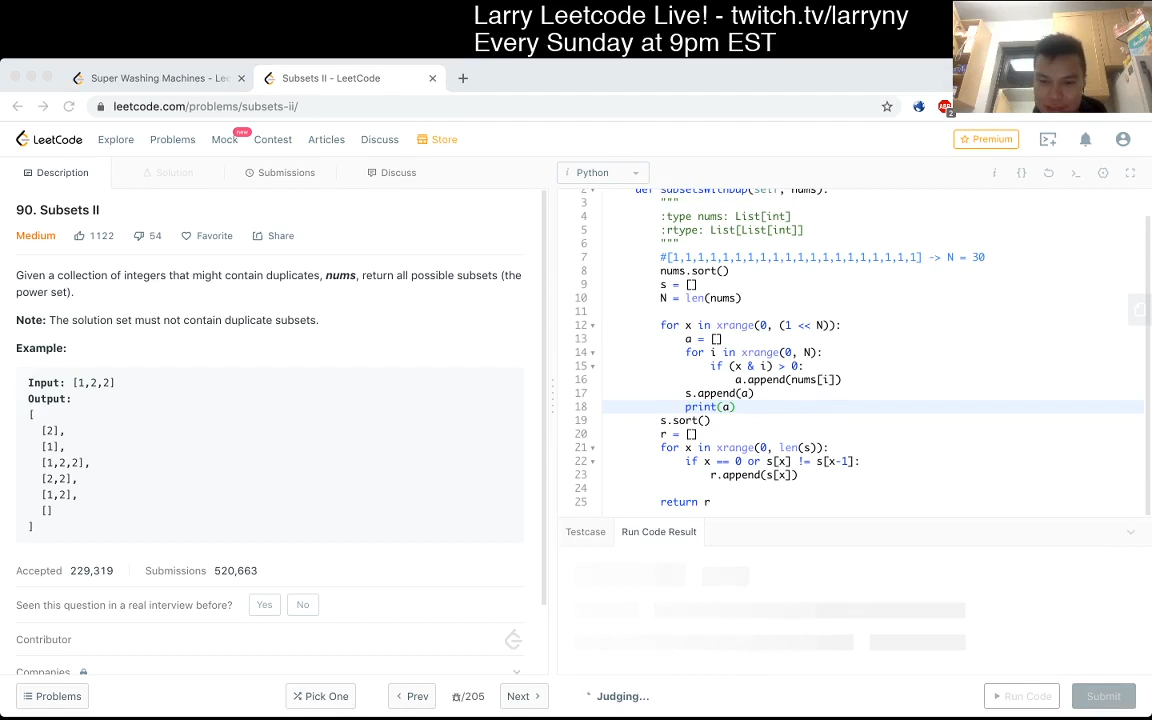 Larry Leetcode Live! - twitch.tv/larryny
Every Sunday at 9pm EST
Super Washing Machines - Lee
Subsets II - LeetCode
leetcode.com/problems/subsets-ii/
LeetCode
Explore
Problems
Mock
new
Contest
Articles
Discuss
Store
Premium
Description
Solution
Submissions
Discuss
i
Python
90. Subsets II
Medium
1122
54
Favorite
Share
Given a collection of integers that might contain duplicates, nums, return all possible subsets (the
power set).
Note: The solution set must not contain duplicate subsets.
Example:
Input: [1,2,2]
Output:
[
[2],
[1],
[1,2,2],
[2,2],
[1,2],
[]
]
Accepted 229,319
Submissions 520,663
Seen this question in a real interview before?
Yes
No
Contributor
Companies
Problems
Pick One
Prev
/205
Next
2 def subsetsWithDup(self, nums):
3 """
4 :type nums: List[int]
5 :rtype: List[List[int]]
6 """
7 #[1,1,1,1,1,1,1,1,1,1,1,1,1,1,1,1,1,1,1,1] -> N = 30
8 nums.sort()
9 s = []
10 N = len(nums)
11
12 for x in xrange(0, (1 << N)):
13 a = []
14 for i in xrange(0, N):
15 if (x & i) > 0:
16 a.append(nums[i])
17 s.append(a)
18 print(a)
19 s.sort()
20 r = []
21 for x in xrange(0, len(s)):
22 if x == 0 or s[x] != s[x-1]:
23 r.append(s[x])
24
25 return r
Testcase
Run Code Result
Judging...
Run Code
Submit